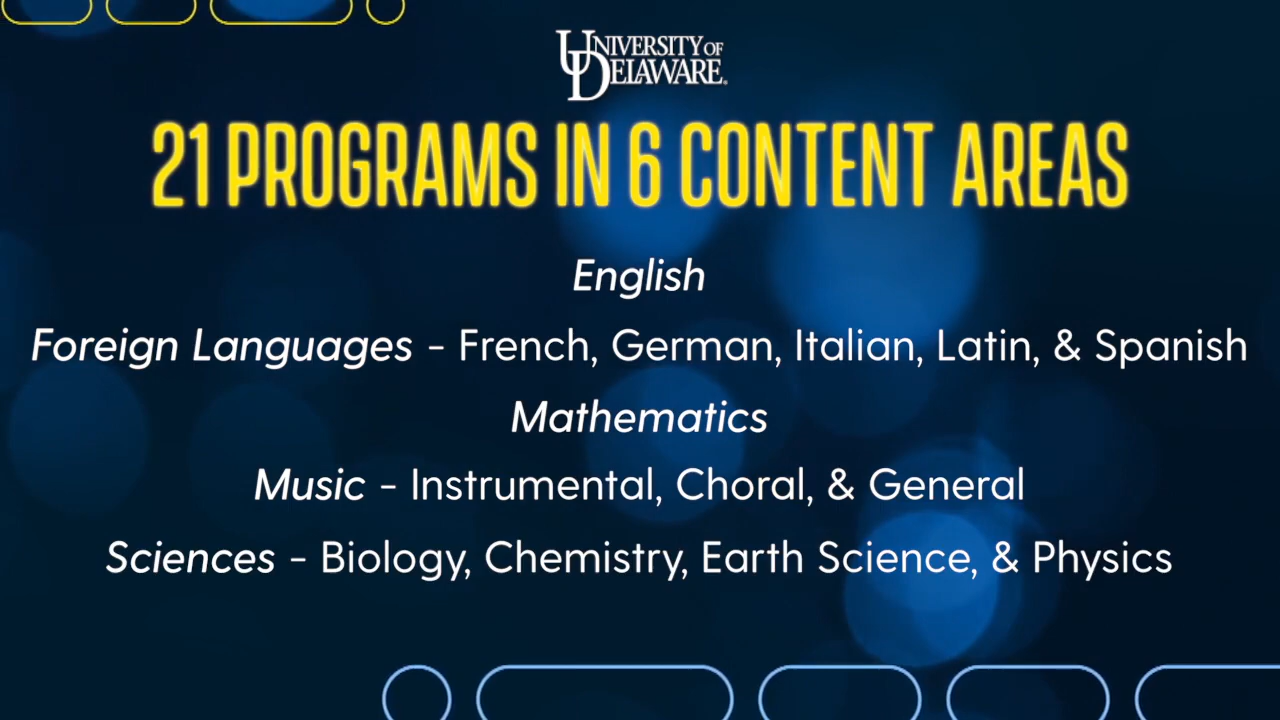 UNIVERSITY OF
DELAWARE
21 PROGRAMS IN 6 CONTENT AREAS
English
Foreign Languages - French, German, Italian, Latin, & Spanish
Mathematics
Music - Instrumental, Choral, & General
Sciences - Biology, Chemistry, Earth Science, & Physics